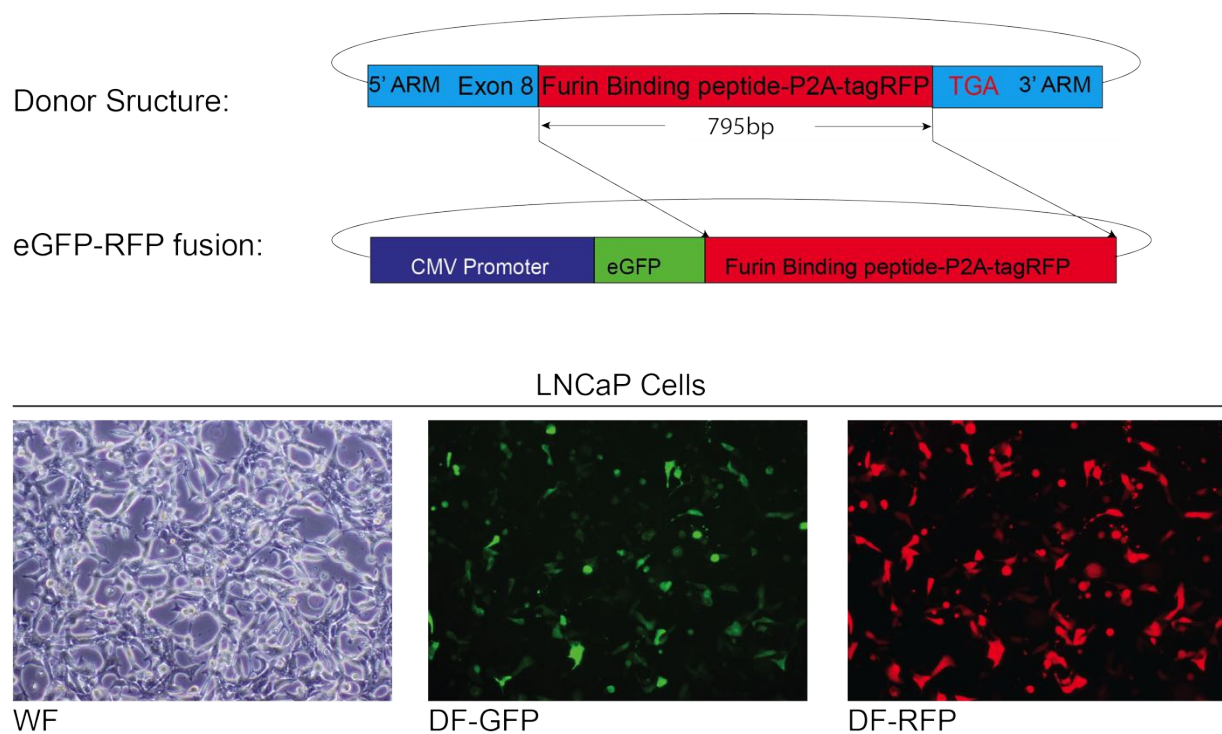 Donor Sructure:
5' ARM Exon 8 Furin Binding peptide-P2A-tagRFP TGA 3' ARM
795bp
eGFP-RFP fusion:
CMV Promoter eGFP Furin Binding peptide-P2A-tagRFP
LNCaP Cells
WF DF-GFP DF-RFP